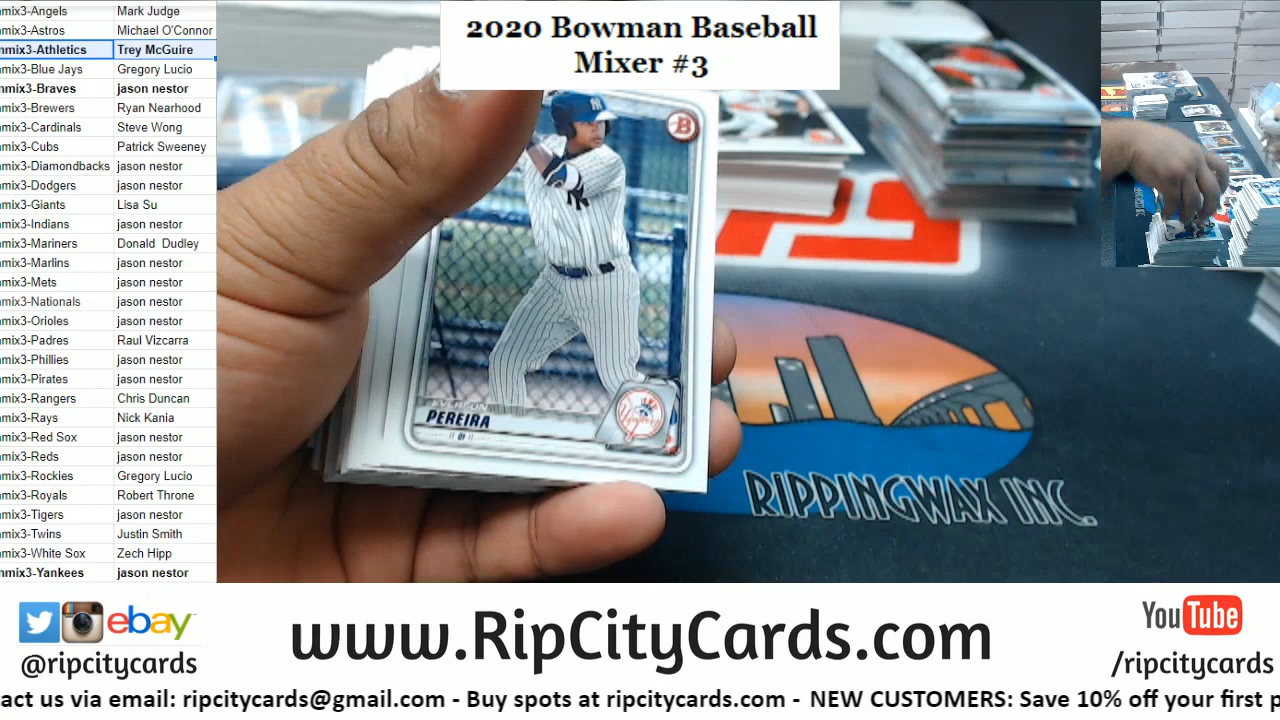 2020 Bowman Baseball
Mixer #3
mix3-Angels Mark Judge
mix3-Astros Michael O'Connor
mix3-Athletics Trey McGuire
mix3-Blue Jays Gregory Lucio
mix3-Braves jason nestor
mix3-Brewers Ryan Nearhood
mix3-Cardinals Steve Wong
mix3-Cubs Patrick Sweeney
mix3-Diamondbacks jason nestor
mix3-Dodgers jason nestor
mix3-Giants Lisa Su
mix3-Indians jason nestor
mix3-Mariners Donald Dudley
mix3-Marlins jason nestor
mix3-Mets jason nestor
mix3-Nationals jason nestor
mix3-Orioles jason nestor
mix3-Padres Raul Vizcarra
mix3-Phillies jason nestor
mix3-Pirates jason nestor
mix3-Rangers Chris Duncan
mix3-Rays Nick Kania
mix3-Red Sox jason nestor
mix3-Reds jason nestor
mix3-Rockies Gregory Lucio
mix3-Royals Robert Throne
mix3-Tigers jason nestor
mix3-Twins Justin Smith
mix3-White Sox Zech Hipp
mix3-Yankees jason nestor
B
NY
PEREIRA
Yankees
RIPPINGWAX INC.
ebay
@ripcitycards
www.RipCityCards.com
YouTube
/ripcitycards
act us via email: ripcitycards@gmail.com - Buy spots at ripcitycards.com - NEW CUSTOMERS: Save 10% off your first p